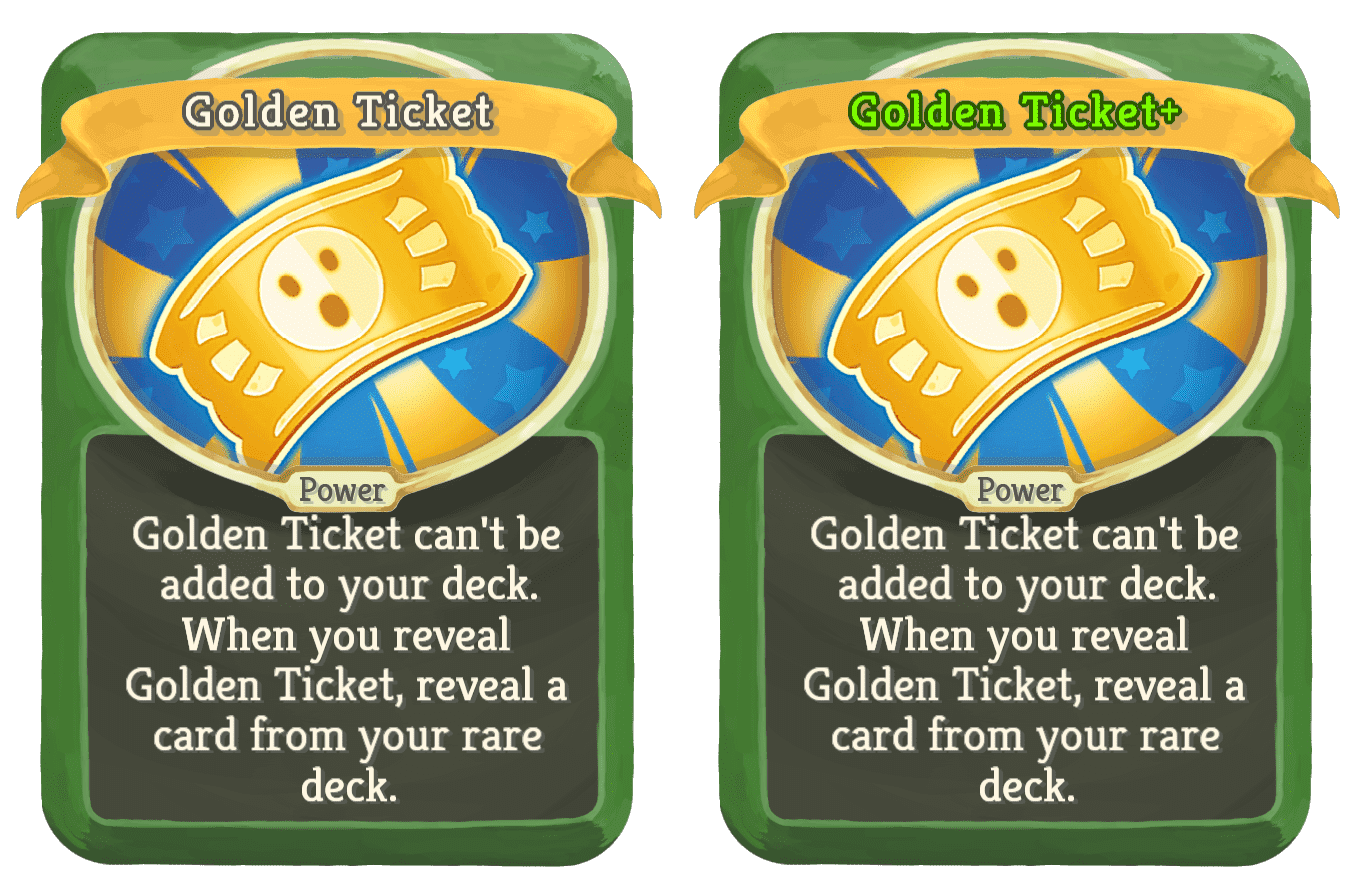 Golden Ticket
Power
Golden Ticket can't be
added to your deck.
When you reveal
Golden Ticket, reveal a
card from your rare
deck.
Golden Ticket+
Power
Golden Ticket can't be
added to your deck.
When you reveal
Golden Ticket, reveal a
card from your rare
deck.